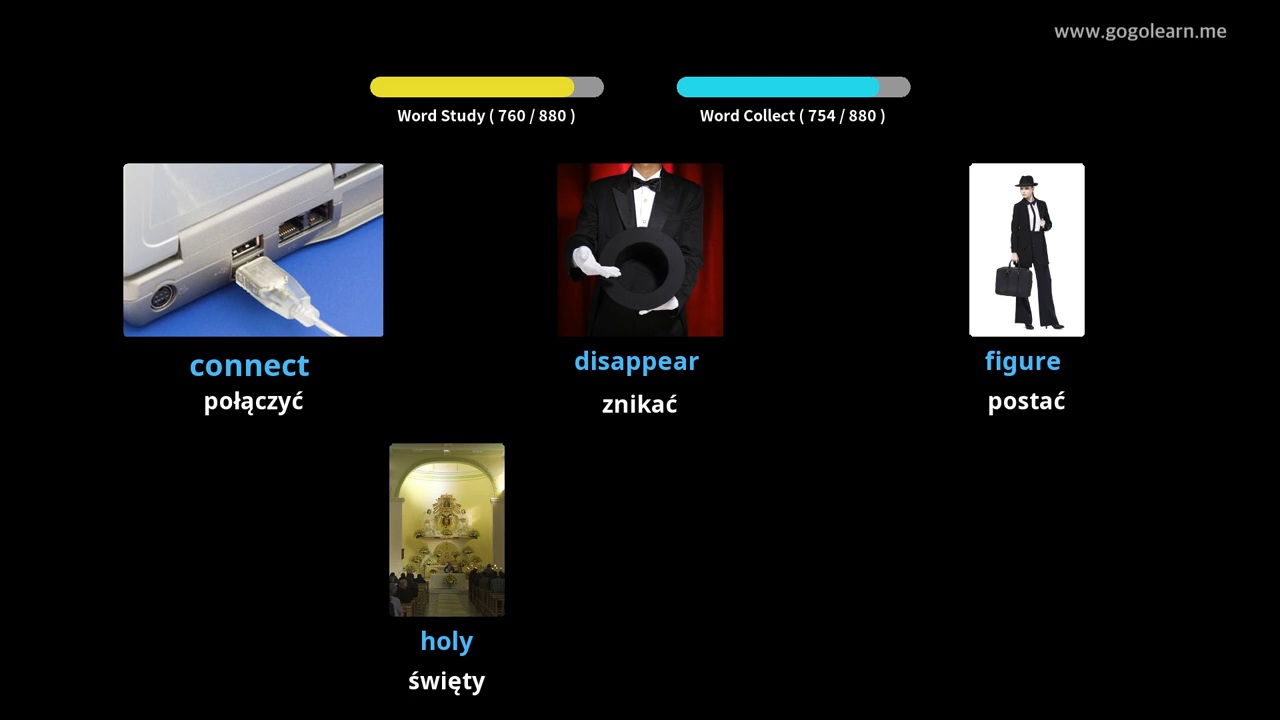 www.gogolearn.me
Word Study ( 760 / 880 )
Word Collect ( 754 / 880 )
connect
połączyć
disappear
znikać
figure
postać
holy
święty